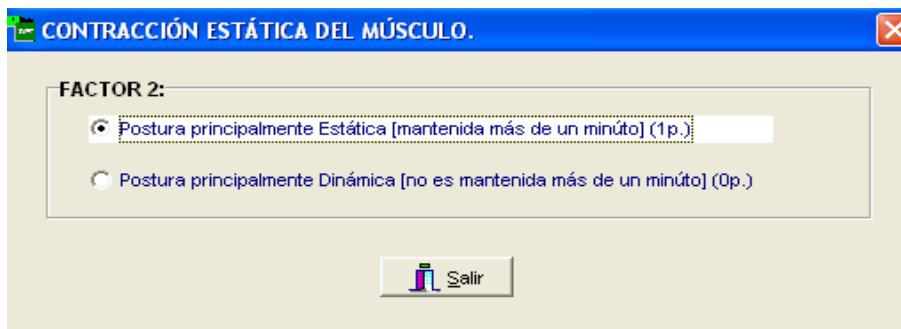 CONTRACCIÓN ESTÁTICA DEL MÚSCULO.
FACTOR 2:
Postura principalmente Estática [mantenida más de un minúto] (1p.)
Postura principalmente Dinámica [no es mantenida más de un minúto] (0p.)
Salir